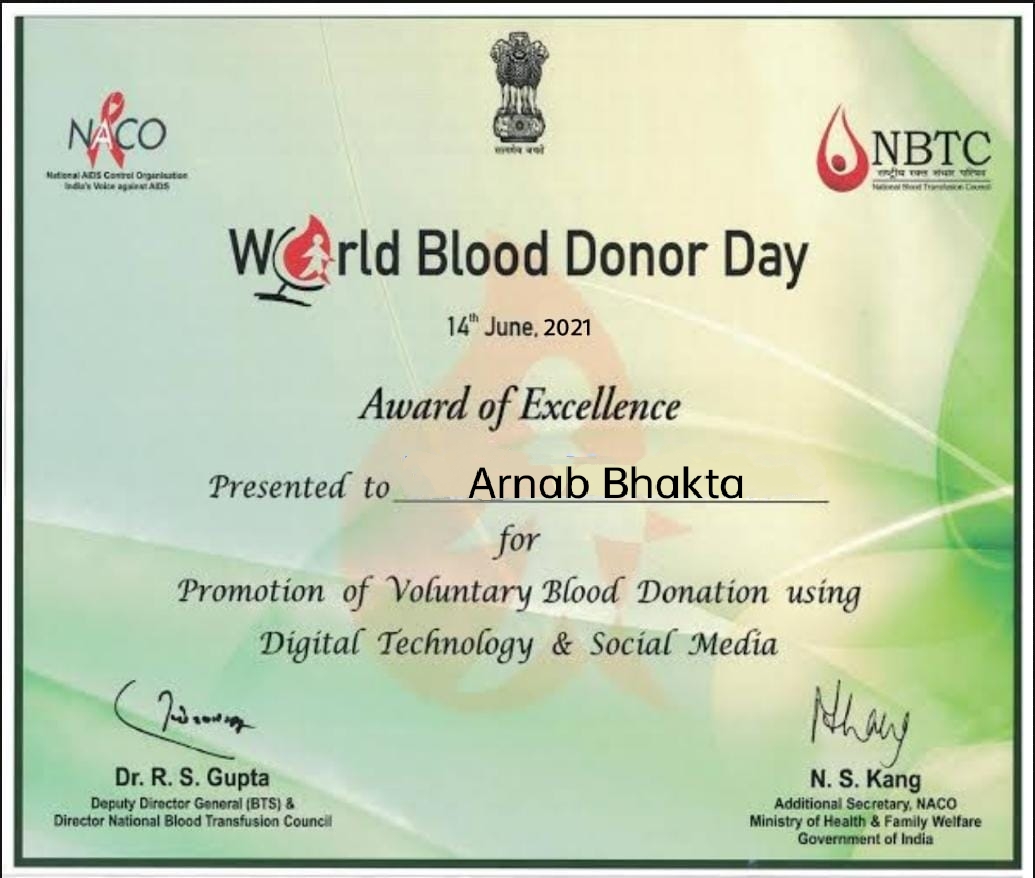 सत्यमेव जयते
NACO
National AIDS Control Organisation
India's Voice against AIDS
NBTC
राष्ट्रीय रक्त संचार परिषद
National Blood Transfusion Council
World Blood Donor Day
14th June, 2021
Award of Excellence
Presented to Arnab Bhakta
for
Promotion of Voluntary Blood Donation using
Digital Technology & Social Media
Dr. R. S. Gupta
Deputy Director General (BTS) &
Director National Blood Transfusion Council
N. S. Kang
Additional Secretary, NACO
Ministry of Health & Family Welfare
Government of India